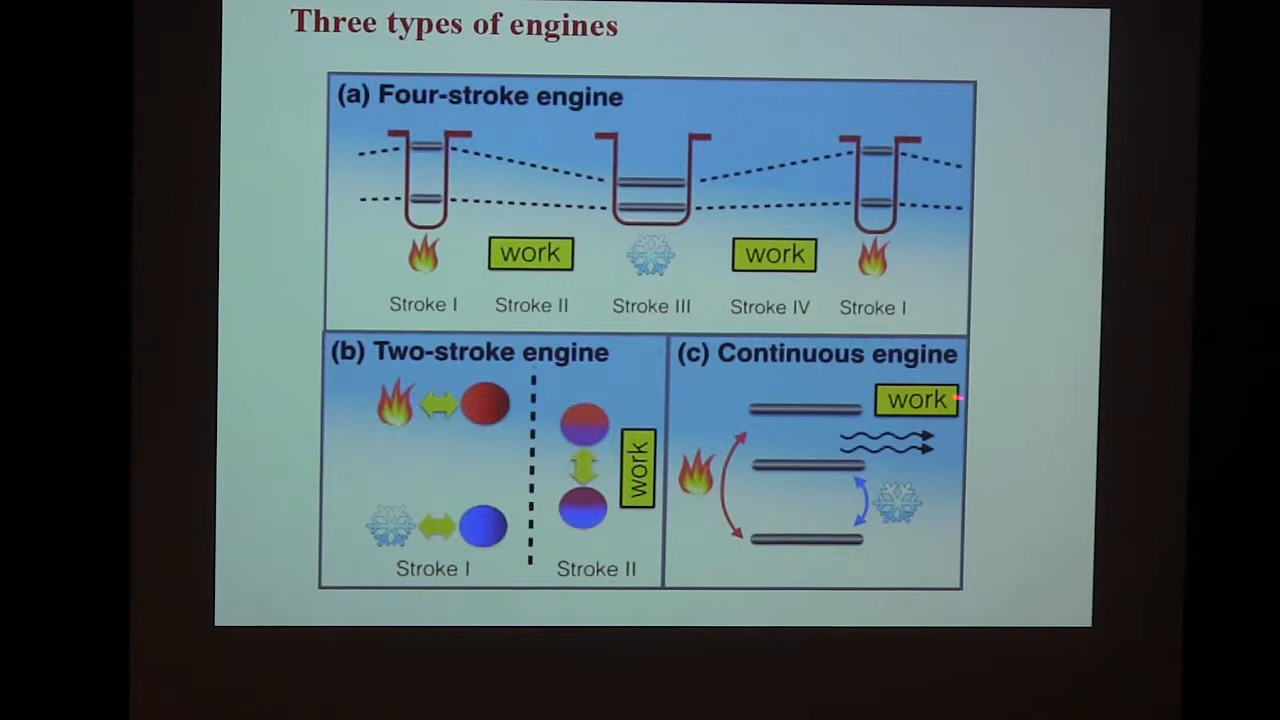 Three types of engines
(a) Four-stroke engine
work
work
Stroke I
Stroke II
Stroke III
Stroke IV
Stroke I
(b) Two-stroke engine
work
Stroke I
Stroke II
(c) Continuous engine
work